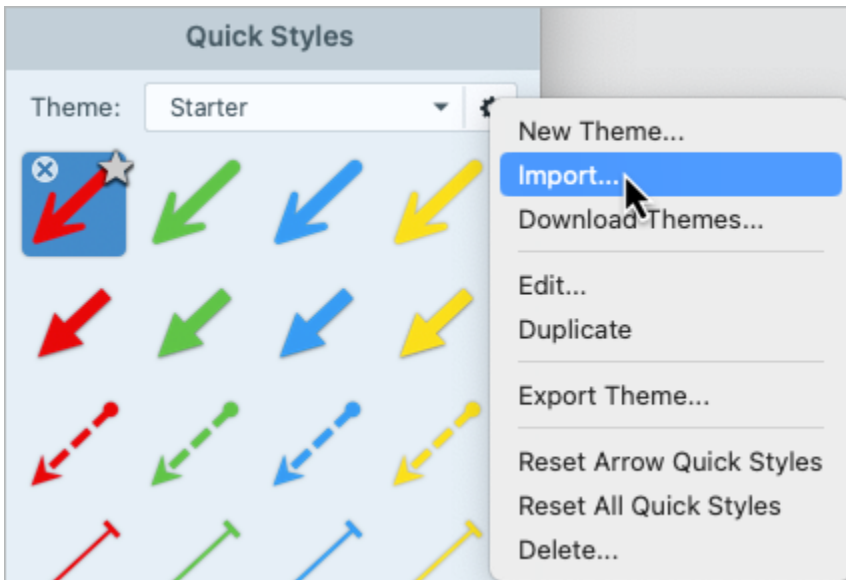 Quick Styles
Theme: Starter
New Theme...
Import...
Download Themes...
Edit...
Duplicate
Export Theme...
Reset Arrow Quick Styles
Reset All Quick Styles
Delete...